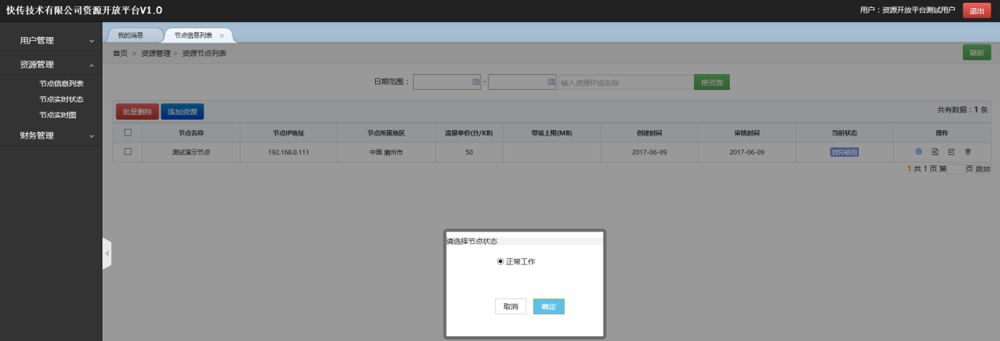 快传技术有限公司资源开放平台V1.0 用户：资源开放平台测试用户 退出
用户管理
资源管理
节点信息列表
节点实时状态
节点实时图
财务管理
我的消息 节点信息列表 ×
首页 > 资源管理 > 资源节点列表 刷新
日期范围： - 输入资源IP或名称 搜资源
批量删除 添加资源 共有数据：1 条
节点名称 节点IP地址 节点所属地区 流量单价(分/KB) 带宽上限(MB) 创建时间 审核时间 当前状态 操作
测试演示节点 192.168.0.111 中国 潮州市 50 2017-06-09 2017-06-09 暂停使用
1 共 1 页 第 页 跳转
请选择节点状态
正常工作
取消 确定